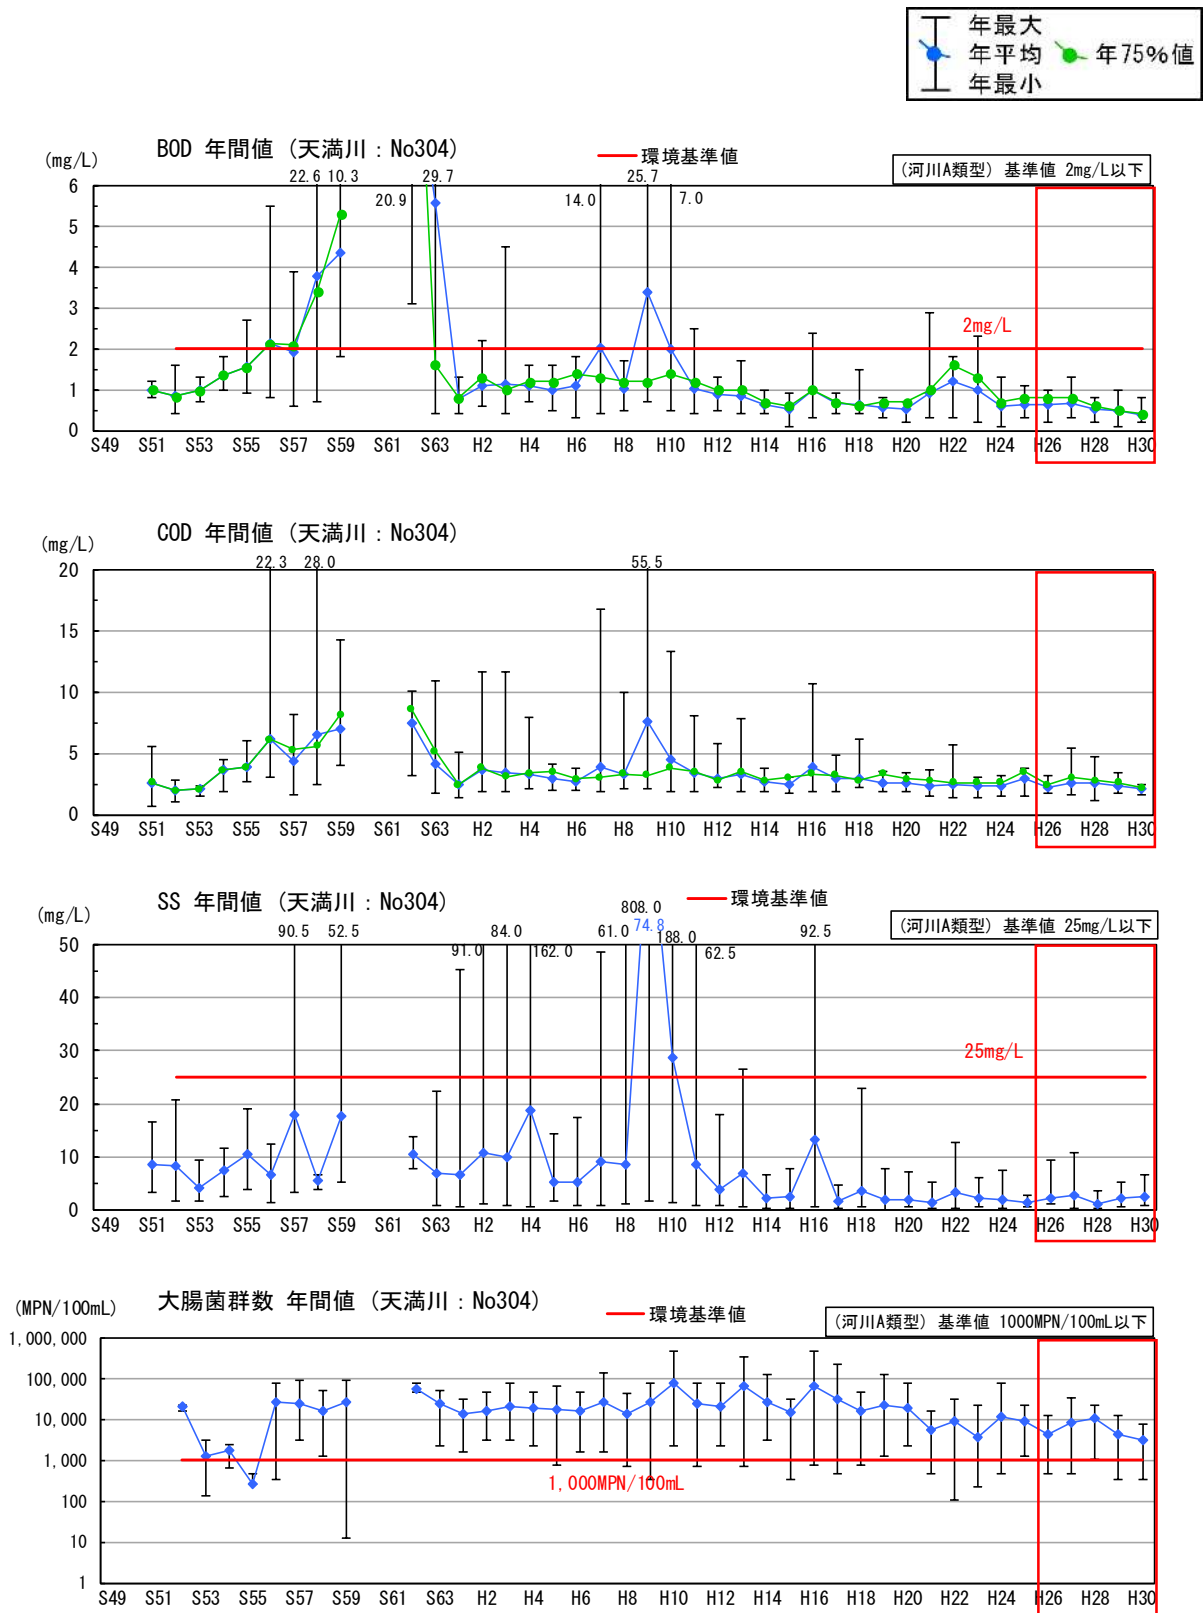 年最大
年平均 年75%値
年最小
BOD 年間値 (天満川：No304)
環境基準値
(mg/L)
(河川A類型) 基準値 2mg/L以下
22.6 10.3 29.7 25.7
20.9 14.0 7.0
6
5
4
3
2mg/L
2
1
0
S49 S51 S53 S55 S57 S59 S61 S63 H2 H4 H6 H8 H10 H12 H14 H16 H18 H20 H22 H24 H26 H28 H30
COD 年間値 (天満川：No304)
(mg/L)
22.3 28.0 55.5
20
15
10
5
0
S49 S51 S53 S55 S57 S59 S61 S63 H2 H4 H6 H8 H10 H12 H14 H16 H18 H20 H22 H24 H26 H28 H30
SS 年間値 (天満川：No304)
環境基準値
(mg/L)
(河川A類型) 基準値 25mg/L以下
808.0
90.5 52.5 84.0 61.0 74.8 92.5
91.0 162.0 188.0 62.5
50
40
30
25mg/L
20
10
0
S49 S51 S53 S55 S57 S59 S61 S63 H2 H4 H6 H8 H10 H12 H14 H16 H18 H20 H22 H24 H26 H28 H30
大腸菌群数 年間値 (天満川：No304)
環境基準値
(MPN/100mL)
(河川A類型) 基準値 1000MPN/100mL以下
1,000,000
100,000
10,000
1,000
1,000MPN/100mL
100
10
1
S49 S51 S53 S55 S57 S59 S61 S63 H2 H4 H6 H8 H10 H12 H14 H16 H18 H20 H22 H24 H26 H28 H30